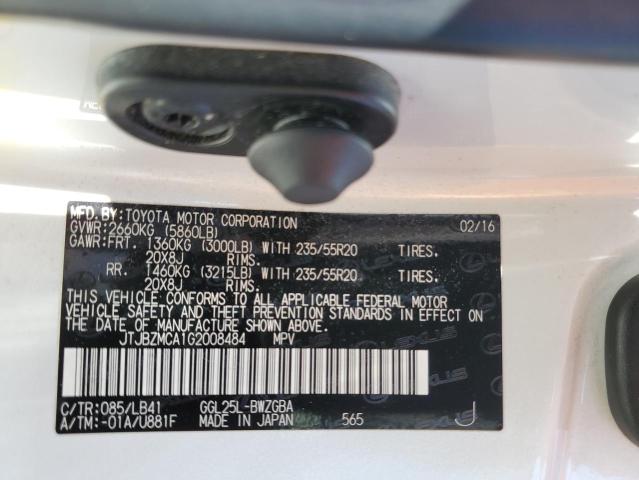 MFD.BY:TOYOTA MOTOR CORPORATION 02/16
GVWR:2660KG (5860LB)
GAWR:FRT. 1360KG (3000LB) WITH 235/55R20 TIRES.
20X8J RIMS.
RR. 1460KG (3215LB) WITH 235/55R20 TIRES.
20X8J RIMS.
THIS VEHICLE CONFORMS TO ALL APPLICABLE FEDERAL MOTOR
VEHICLE SAFETY AND THEFT PREVENTION STANDARDS IN EFFECT ON
THE DATE OF MANUFACTURE SHOWN ABOVE.
JTJBZMCA1G2008484 MPV
C/TR:085/LB41 GGL25L-BWZGBA
A/TM:-01A/U881F MADE IN JAPAN 565 J